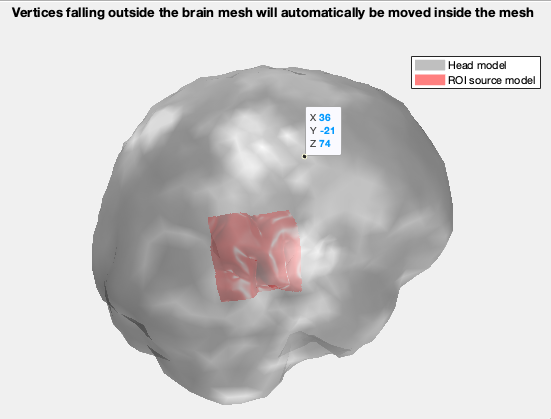 Vertices falling outside the brain mesh will automatically be moved inside the mesh
Head model
ROI source model
X 36
Y -21
Z 74